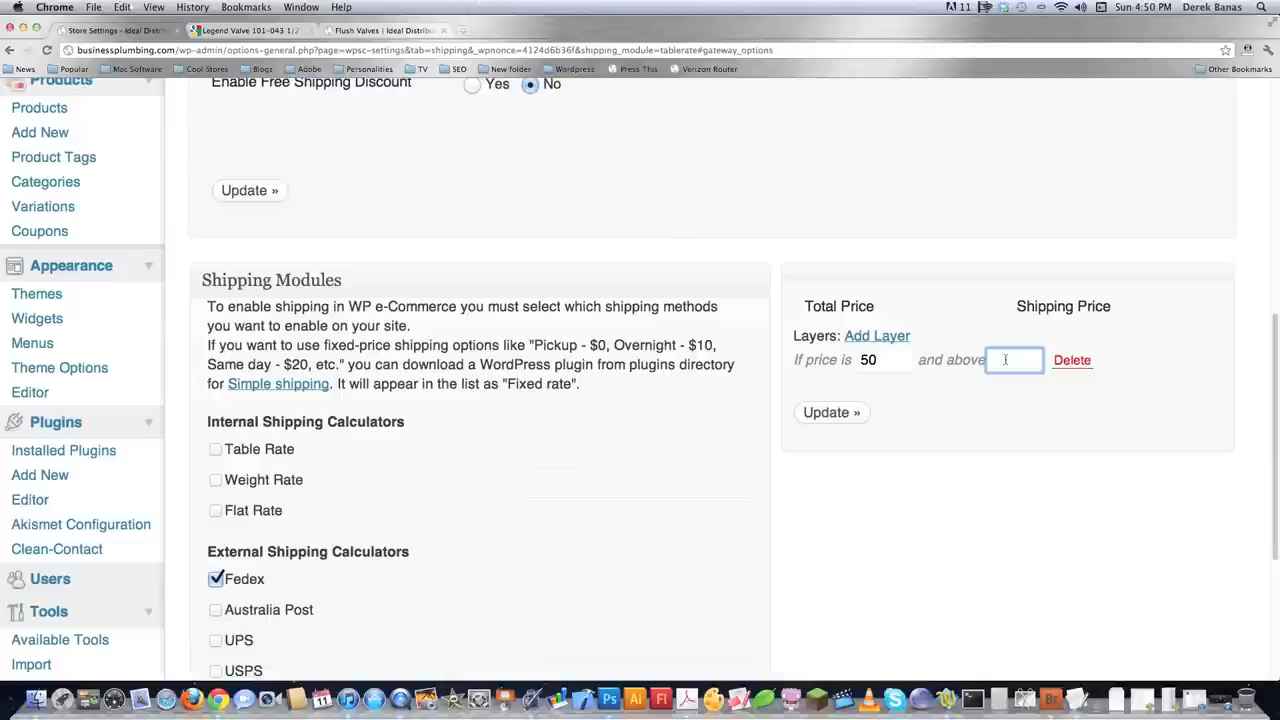 Chrome File Edit View History Bookmarks Window Help 11 Sun 4:50 PM Derek Banas
Store Settings ‹ Ideal Distri Legend Valve 101-043 1/2 Flush Valves | Ideal Distribu
businessplumbing.com/wp-admin/options-general.php?page=wpsc-settings&tab=shipping&_wpnonce=4124d6b36f&shipping_module=tablerate#gateway_options
News Popular Mac Software Cool Stores Blogs Adobe Personalities TV SEO New folder Wordpress Press This Verizon Router Other Bookmarks
Products
Products
Add New
Product Tags
Categories
Variations
Coupons
Appearance
Themes
Widgets
Menus
Theme Options
Editor
Plugins
Installed Plugins
Add New
Editor
Akismet Configuration
Clean-Contact
Users
Tools
Available Tools
Import
Enable Free Shipping Discount Yes No
Update »
Shipping Modules
To enable shipping in WP e-Commerce you must select which shipping methods
you want to enable on your site.
If you want to use fixed-price shipping options like "Pickup - $0, Overnight - $10,
Same day - $20, etc." you can download a WordPress plugin from plugins directory
for Simple shipping. It will appear in the list as "Fixed rate".
Internal Shipping Calculators
Table Rate
Weight Rate
Flat Rate
External Shipping Calculators
Fedex
Australia Post
UPS
USPS
Total Price Shipping Price
Layers: Add Layer
If price is 50 and above Delete
Update »